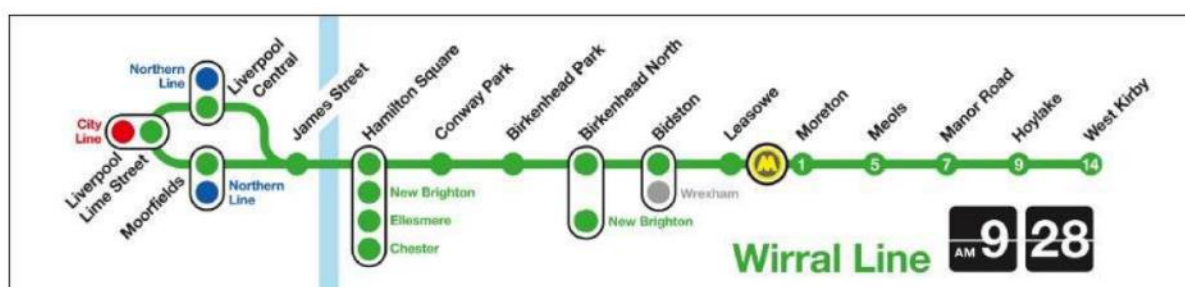 Northern
Line
Liverpool
Central
City
Line
Liverpool
Lime Street
Moorfields
Northern
Line
James Street
Hamilton Square
New Brighton
Ellesmere
Chester
Conway Park
Birkenhead Park
Birkenhead North
New Brighton
Bidston
Wrexham
Leasowe
M
Moreton
1
Meols
5
Manor Road
7
Hoylake
9
West Kirby
14
Wirral Line
AM 9 28